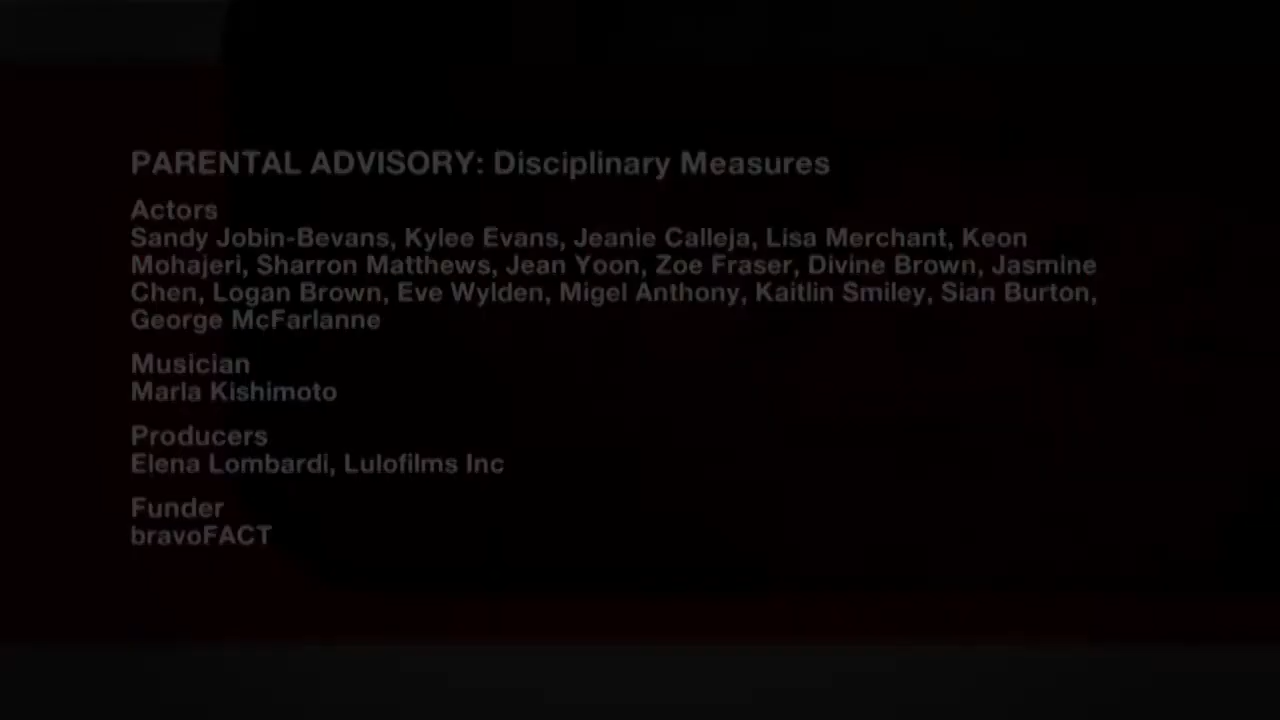 PARENTAL ADVISORY: Disciplinary Measures
Actors
Sandy Jobin-Bevans, Kylee Evans, Jeanie Calleja, Lisa Merchant, Keon
Mohajeri, Sharron Matthews, Jean Yoon, Zoe Fraser, Divine Brown, Jasmine
Chen, Logan Brown, Eve Wylden, Migel Anthony, Kaitlin Smiley, Sian Burton,
George McFarlanne
Musician
Marla Kishimoto
Producers
Elena Lombardi, Lulofilms Inc
Funder
bravoFACT